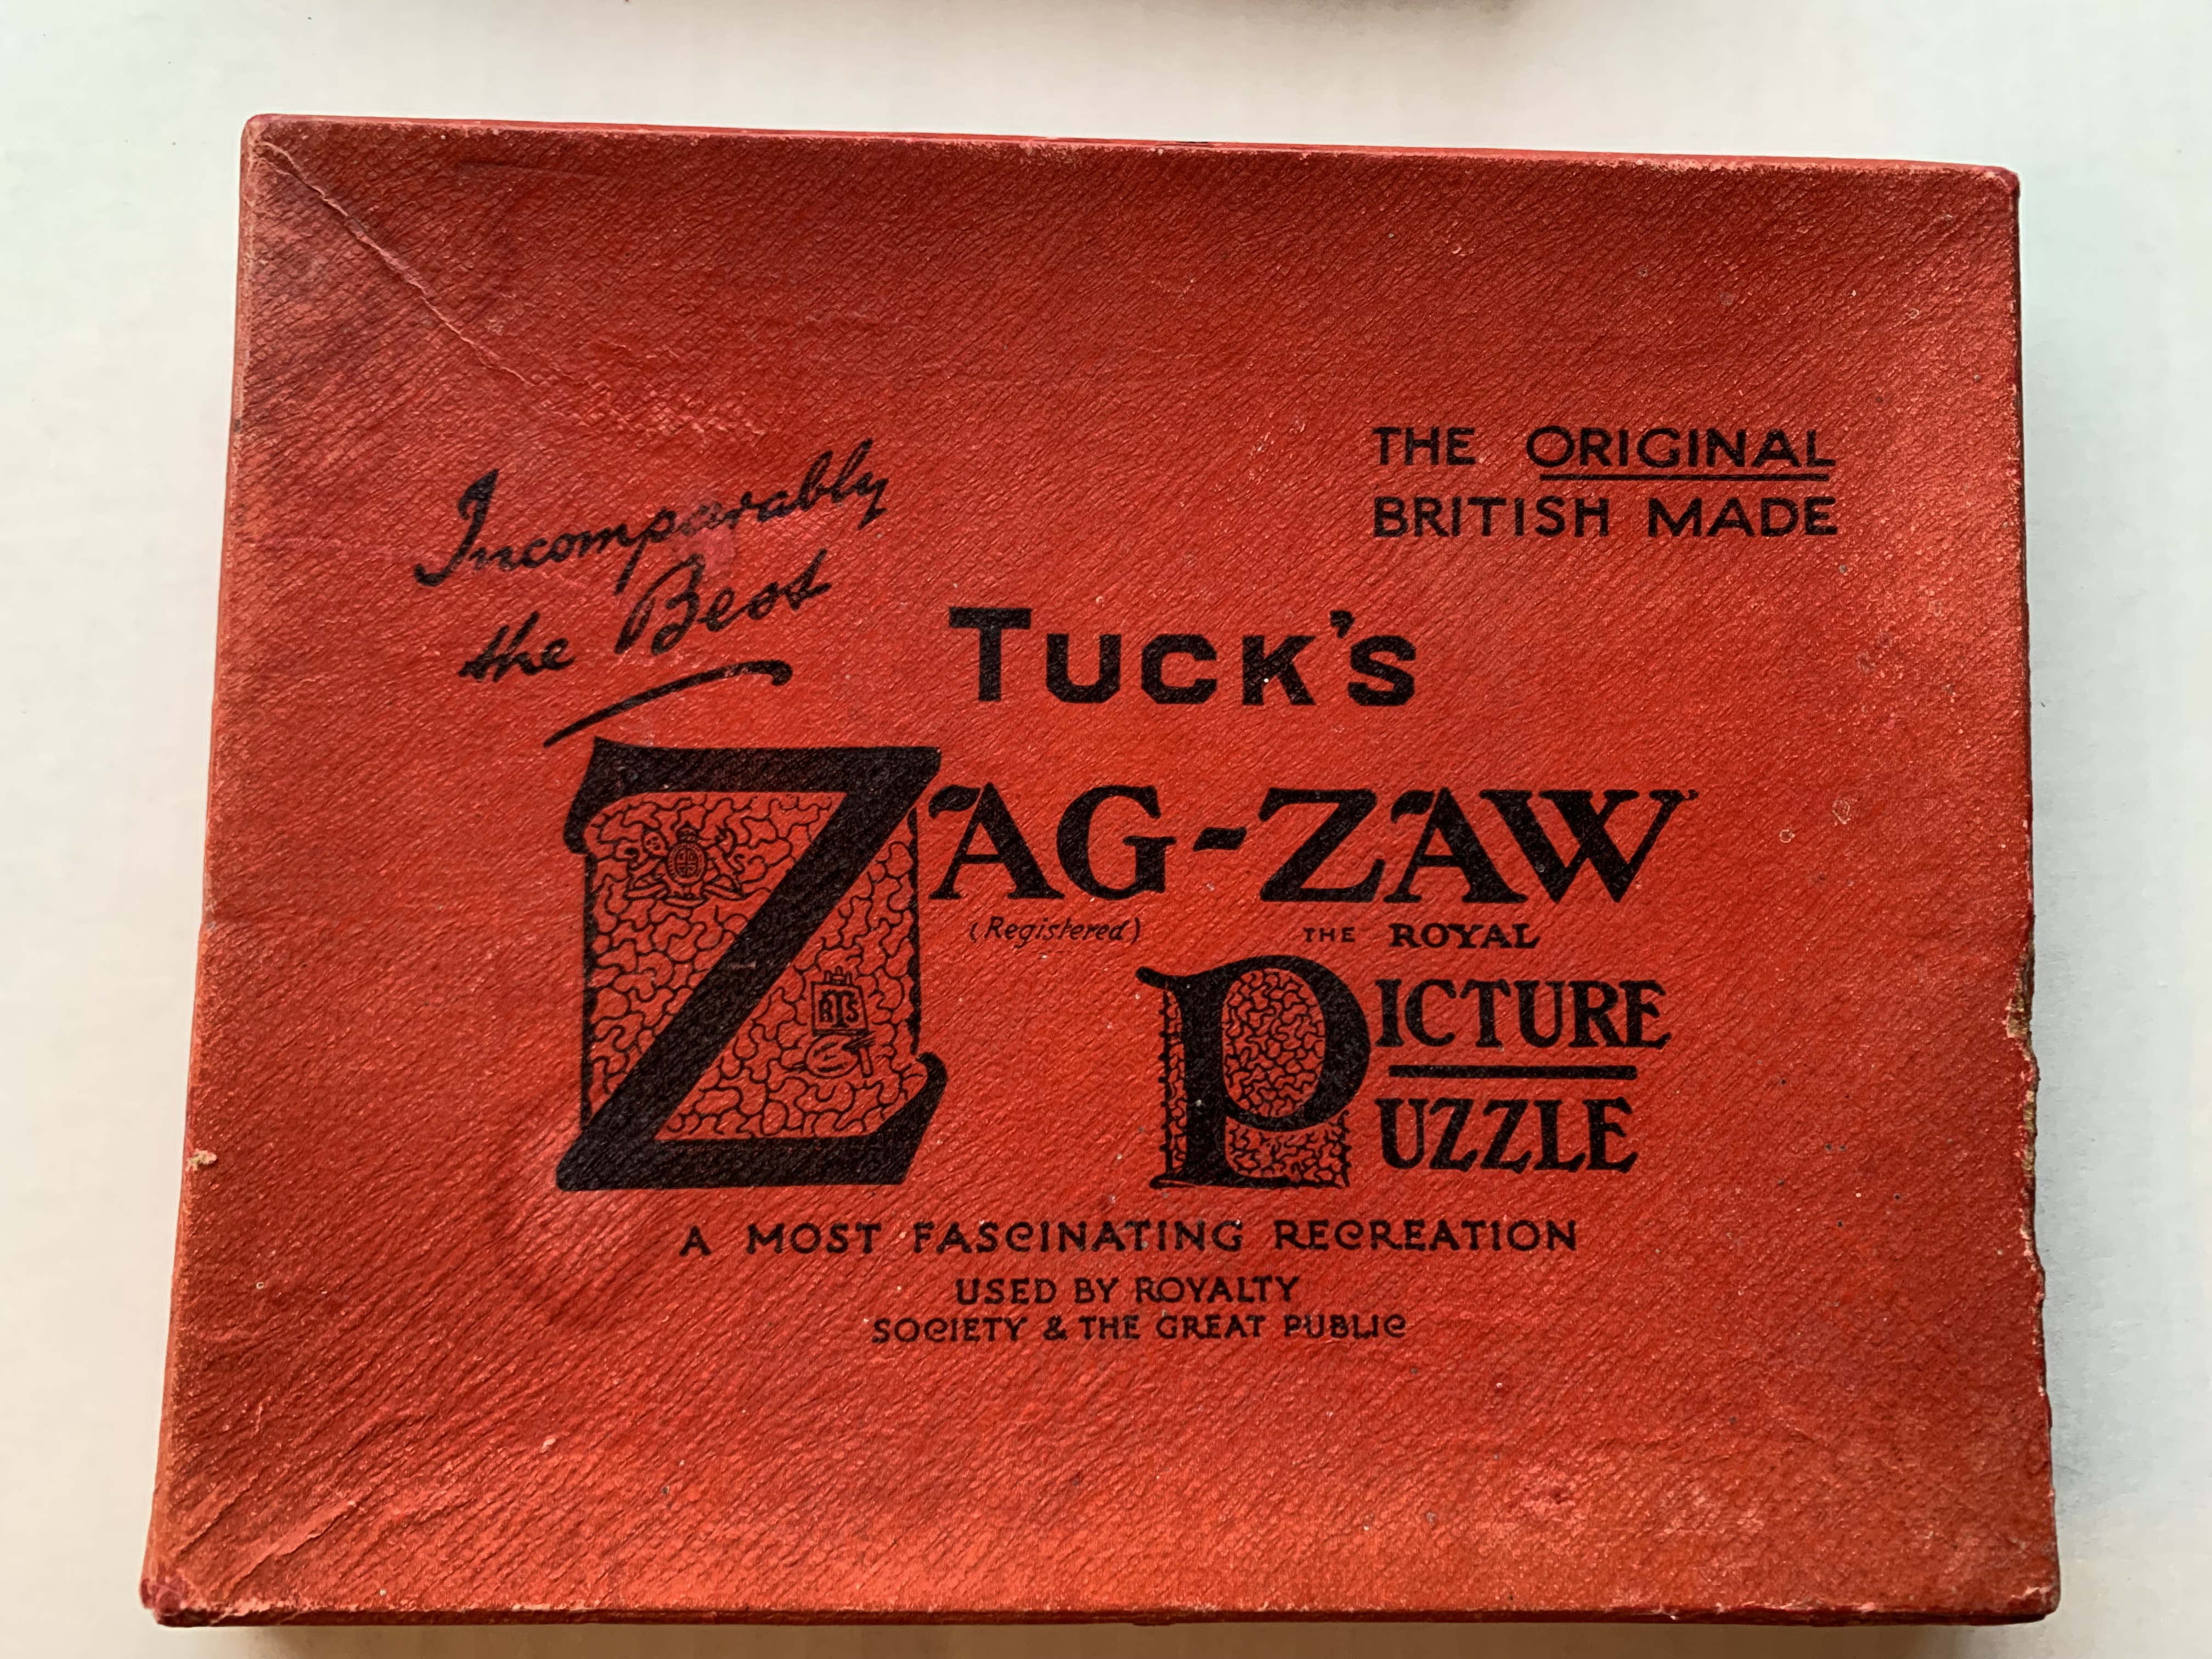 Incomparably
the Best
THE ORIGINAL
BRITISH MADE
TUCK'S
ZAG-ZAW
(Registered)
THE ROYAL
PICTURE
PUZZLE
RTS
A MOST FASCINATING RECREATION
USED BY ROYALTY
SOCIETY & THE GREAT PUBLIC